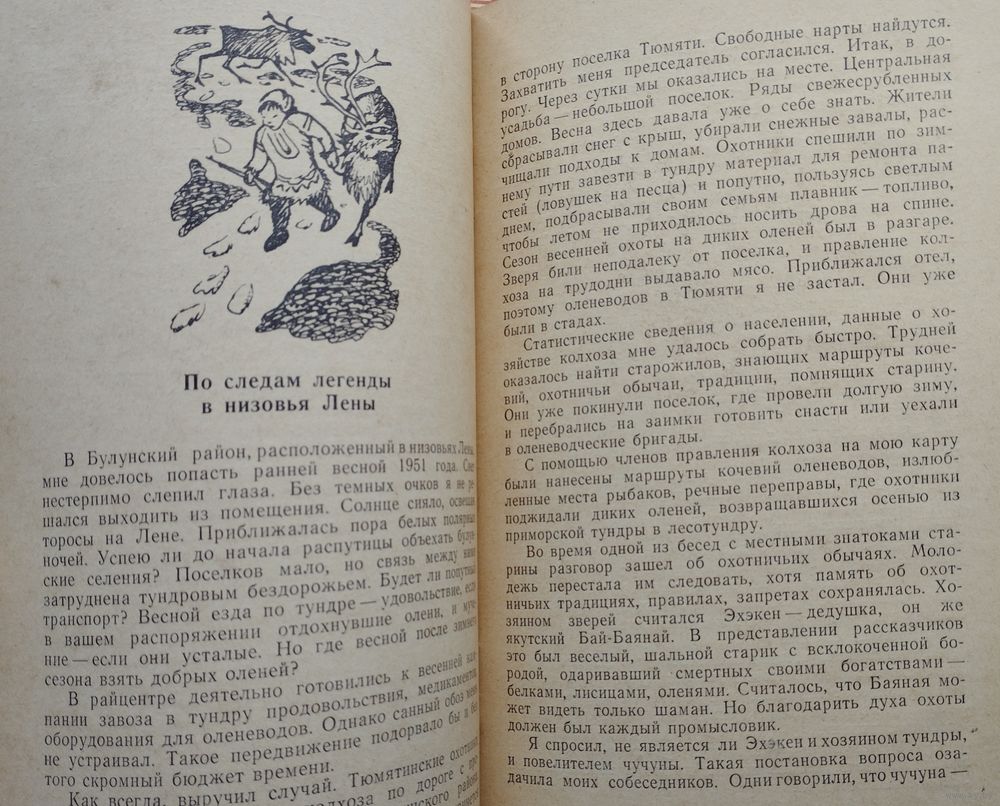 По следам легенды
в низовья Лены
В Булунский район, расположенный в низовьях Лены,
мне довелось попасть ранней весной 1951 года. Снег
нестерпимо слепил глаза. Без темных очков я не ре-
шался выходить из помещения. Солнце сияло, освещая
торосы на Лене. Приближалась пора белых полярных
ночей. Успею ли до начала распутицы объехать булун-
ские селения? Поселков мало, но связь между ними
затруднена тундровым бездорожьем. Будет ли попутный
транспорт? Весной езда по тундре — удовольствие, если
в вашем распоряжении отдохнувшие олени, и муче-
ние — если они усталые. Но где весной после зимнего
сезона взять добрых оленей?
В райцентре деятельно готовились к весенней кам-
пании завоза в тундру продовольствия, медикаментов,
оборудования для оленеводов. Однако санный обоз меня
не устраивал. Такое передвижение подорвало бы и без
того скромный бюджет времени.
Как всегда, выручил случай. Тюмятинские
колхоза по дороге с
в сторону поселка Тюмяти. Свободные нарты найдутся.
Захватить меня председатель согласился. Итак, в до-
рогу. Через сутки мы оказались на месте. Центральная
усадьба — небольшой поселок. Ряды свежесрубленных
домов. Весна здесь давала уже о себе знать. Жители
сбрасывали снег с крыш, убирали снежные завалы, рас-
чищали подходы к домам. Охотники спешили по зим-
нему пути завезти в тундру материал для ремонта па-
стей (ловушек на песца) и попутно, пользуясь светлым
днем, подбрасывали своим семьям плавник — топливо,
чтобы летом не приходилось носить дрова на спине.
Сезон весенней охоты на диких оленей был в разгаре.
Зверя били неподалеку от поселка, и правление кол-
хоза на трудодни выдавало мясо. Приближался отел,
поэтому оленеводов в Тюмяти я не застал. Они уже
были в стадах.
Статистические сведения о населении, данные о хо-
зяйстве колхоза мне удалось собрать быстро. Трудней
оказалось найти старожилов, знающих маршруты коче-
вий, охотничьи обычаи, традиции, помнящих старину.
Они уже покинули поселок, где провели долгую зиму,
и перебрались на заимки готовить снасти или уехали
в оленеводческие бригады.
С помощью членов правления колхоза на мою карту
были нанесены маршруты кочевий оленеводов, излюб-
ленные места рыбаков, речные переправы, где охотники
поджидали диких оленей, возвращавшихся осенью из
приморской тундры в лесотундру.
Во время одной из бесед с местными знатоками ста-
рины разговор зашел об охотничьих обычаях. Моло-
дежь перестала им следовать, хотя память об охот-
ничьих традициях, правилах, запретах сохранялась. Хо-
зяином зверей считался Эхэкен — дедушка, он же
якутский Бай-Баянай. В представлении рассказчиков
это был веселый, шальной старик с всклокоченной бо-
родой, одаривавший смертных своими богатствами —
белками, лисицами, оленями. Считалось, что Баяная мо-
жет видеть только шаман. Но благодарить духа охоты
должен был каждый промысловик.
Я спросил, не является ли Эхэкен и хозяином тундры,
и повелителем чучуны. Такая постановка вопроса оза-
дачила моих собеседников. Одни говорили, что чучуна —